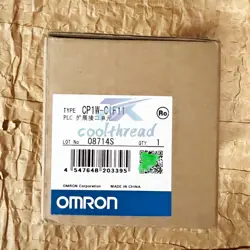 TYPE CP1W-CIF11
PLC 扩展接口单元
coolthread
LOT No 08714S QTY 1
4 547648 203395
OMRON Corporation MADE IN CHINA
OMRON
Ro